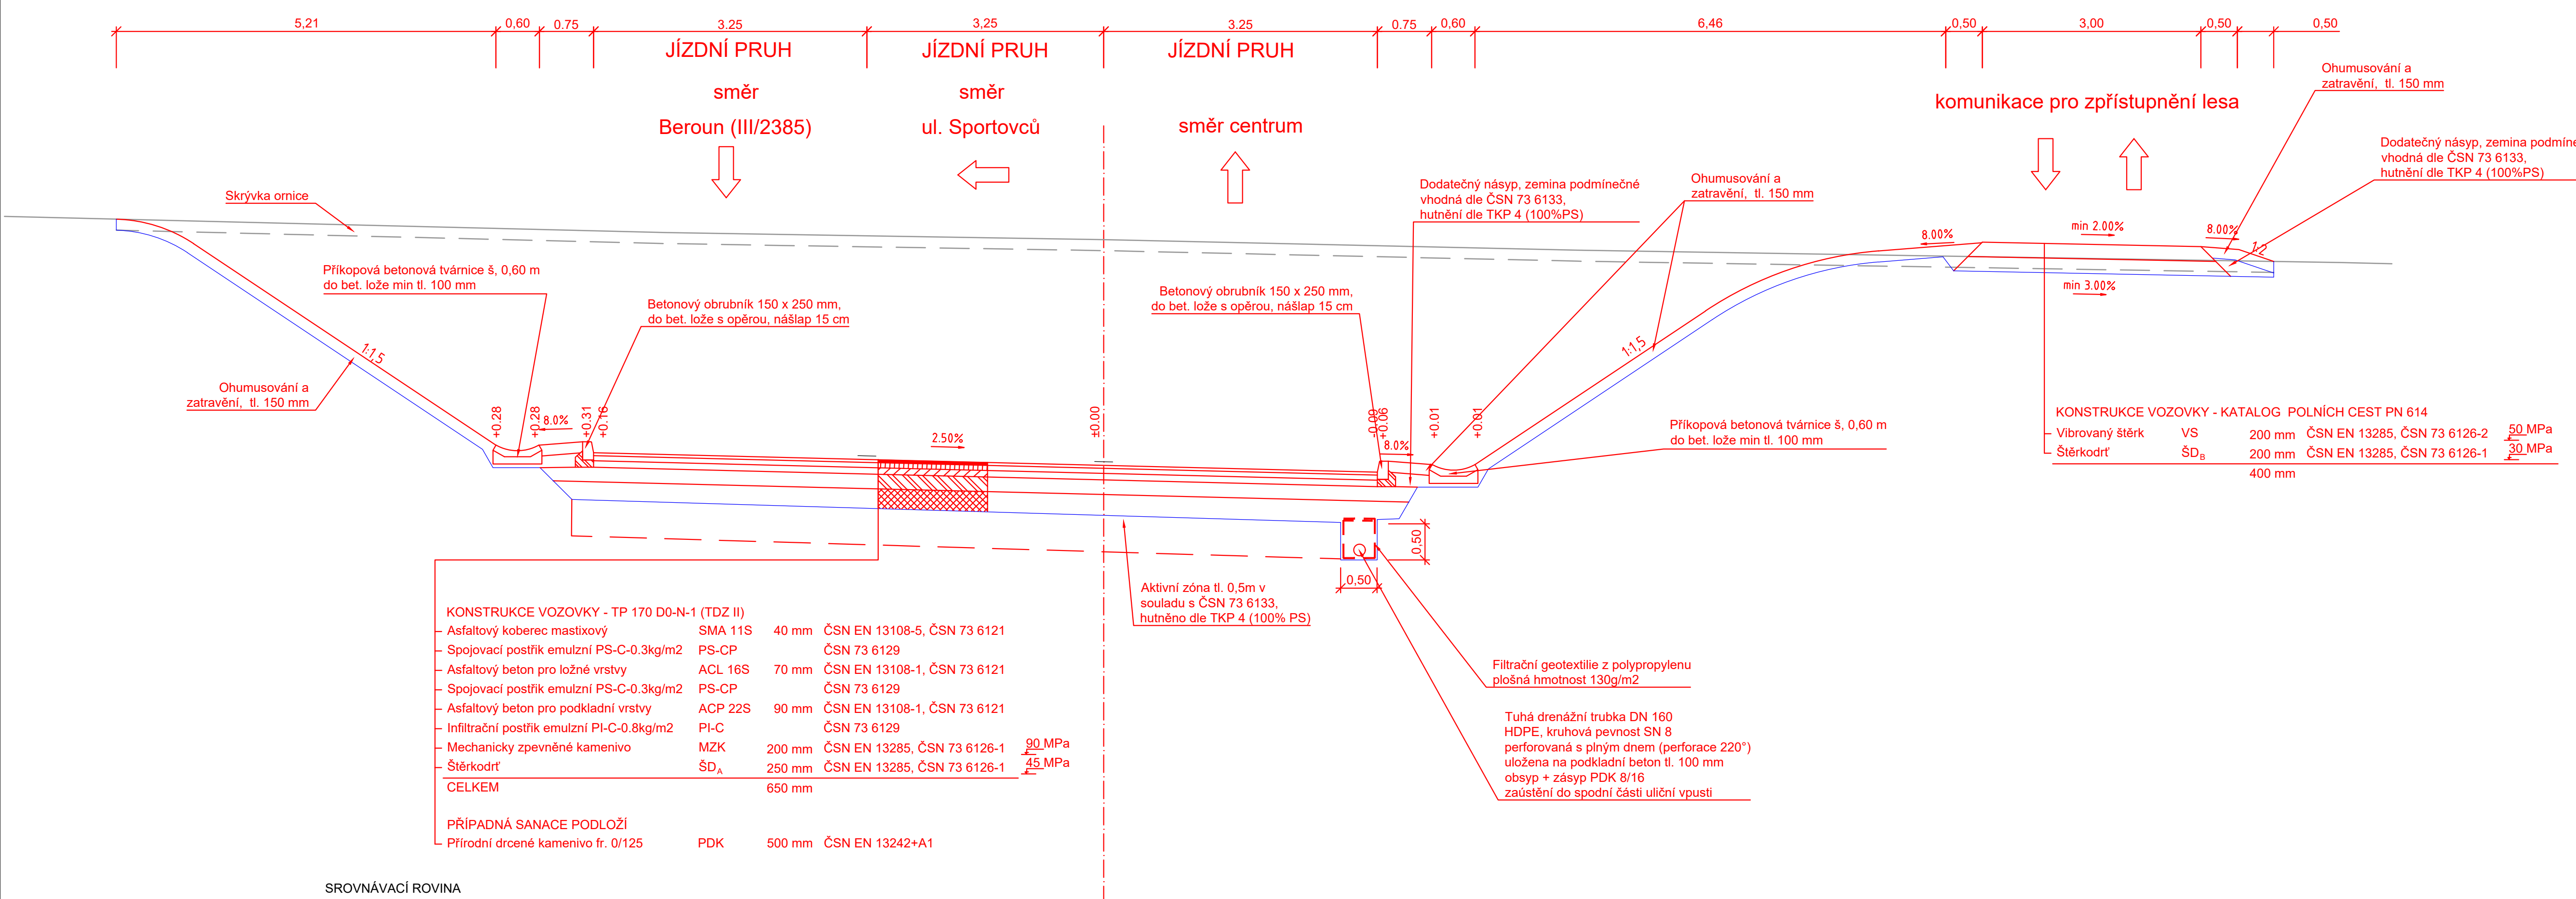 5,21 0,60 0.75 3.25 3,25 3.25 0.75 0,60 6,46 0,50 3,00 0,50 0,50
JÍZDNÍ PRUH JÍZDNÍ PRUH JÍZDNÍ PRUH
směr směr
Beroun (III/2385) ul. Sportovců směr centrum
komunikace pro zpřístupnění lesa
Ohumusování a
zatravění, tl. 150 mm
Dodatečný násyp, zemina podmíne
vhodná dle ČSN 73 6133,
hutnění dle TKP 4 (100%PS)
Skrývka ornice
Dodatečný násyp, zemina podmínečné
vhodná dle ČSN 73 6133,
hutnění dle TKP 4 (100%PS)
Ohumusování a
zatravění, tl. 150 mm
8.00% min 2.00% 8.00% 1:2
min 3.00%
Příkopová betonová tvárnice š, 0,60 m
do bet. lože min tl. 100 mm
Betonový obrubník 150 x 250 mm,
do bet. lože s opěrou, nášlap 15 cm
Betonový obrubník 150 x 250 mm,
do bet. lože s opěrou, nášlap 15 cm
1:1,5
1:1,5
Ohumusování a
zatravění, tl. 150 mm
+0.28 +0.28 8.0% +0.31 +0.16 2.50% ±0.00 -0.09 +0.06 8.0% +0.01 +0.01
Příkopová betonová tvárnice š, 0,60 m
do bet. lože min tl. 100 mm
KONSTRUKCE VOZOVKY - KATALOG POLNÍCH CEST PN 614
Vibrovaný štěrk VS 200 mm ČSN EN 13285, ČSN 73 6126-2 50 MPa
Štěrkodrť ŠDB 200 mm ČSN EN 13285, ČSN 73 6126-1 30 MPa
400 mm
0,50
0,50
Aktivní zóna tl. 0,5m v
souladu s ČSN 73 6133,
hutněno dle TKP 4 (100% PS)
KONSTRUKCE VOZOVKY - TP 170 D0-N-1 (TDZ II)
Asfaltový koberec mastixový SMA 11S 40 mm ČSN EN 13108-5, ČSN 73 6121
Spojovací postřik emulzní PS-C-0.3kg/m2 PS-CP ČSN 73 6129
Asfaltový beton pro ložné vrstvy ACL 16S 70 mm ČSN EN 13108-1, ČSN 73 6121
Spojovací postřik emulzní PS-C-0.3kg/m2 PS-CP ČSN 73 6129
Asfaltový beton pro podkladní vrstvy ACP 22S 90 mm ČSN EN 13108-1, ČSN 73 6121
Infiltrační postřik emulzní PI-C-0.8kg/m2 PI-C ČSN 73 6129
Mechanicky zpevněné kamenivo MZK 200 mm ČSN EN 13285, ČSN 73 6126-1 90 MPa
Štěrkodrť ŠDA 250 mm ČSN EN 13285, ČSN 73 6126-1 45 MPa
CELKEM 650 mm
PŘÍPADNÁ SANACE PODLOŽÍ
Přírodní drcené kamenivo fr. 0/125 PDK 500 mm ČSN EN 13242+A1
Filtrační geotextilie z polypropylenu
plošná hmotnost 130g/m2
Tuhá drenážní trubka DN 160
HDPE, kruhová pevnost SN 8
perforovaná s plným dnem (perforace 220°)
uložena na podkladní beton tl. 100 mm
obsyp + zásyp PDK 8/16
zaústění do spodní části uliční vpusti
SROVNÁVACÍ ROVINA